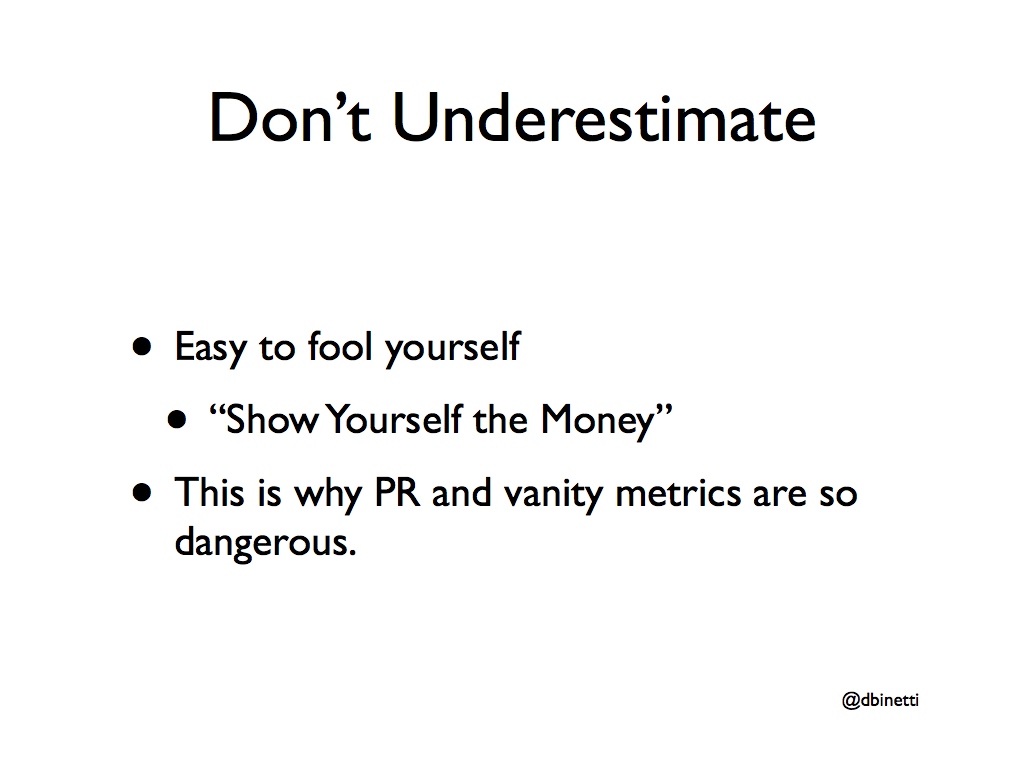 Don’t Underestimate
• Easy to fool yourself
• “Show Yourself the Money”
• This is why PR and vanity metrics are so
dangerous.
@dbinetti